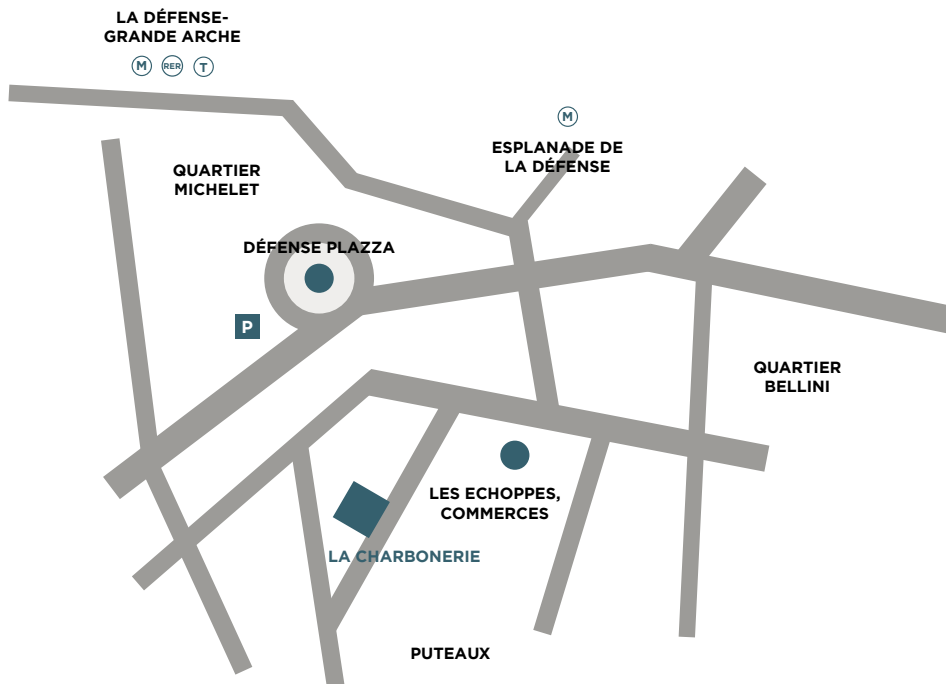 LA DÉFENSE-
GRANDE ARCHE
M RER T
M
ESPLANADE DE
LA DÉFENSE
QUARTIER
MICHELET
DÉFENSE PLAZZA
P
QUARTIER
BELLINI
LES ECHOPPES,
COMMERCES
LA CHARBONERIE
PUTEAUX